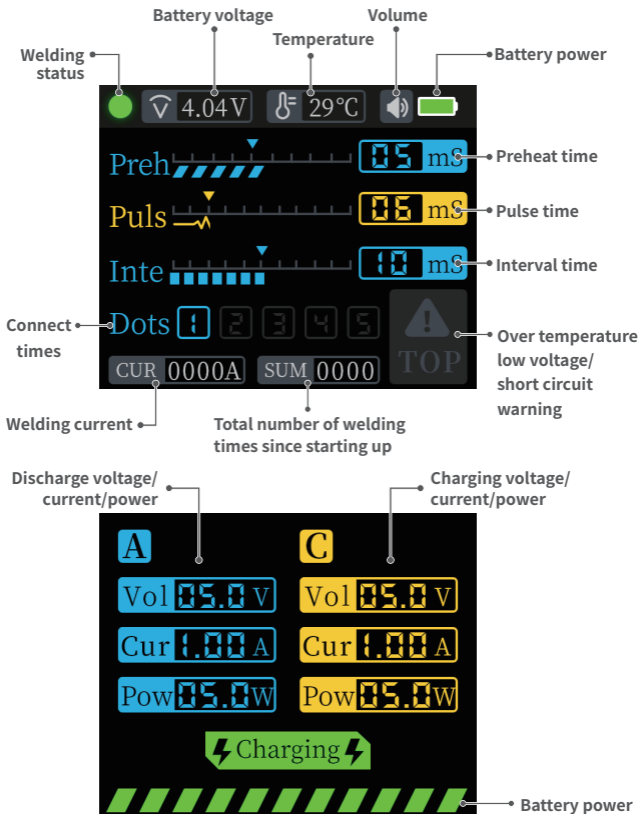 Battery voltage
Volume
Temperature
Welding
status
Battery power
4.04V
29℃
Preh
05 mS
Preheat time
Puls
06 mS
Pulse time
Inte
10 mS
Interval time
Dots 1 2 3 4 5
Connect
times
TOP
Over temperature
low voltage/
short circuit
warning
CUR 0000A
SUM 0000
Welding current
Total number of welding
times since starting up
Discharge voltage/
current/power
Charging voltage/
current/power
A
C
Vol 05.0 V
Vol 05.0 V
Cur 1.00 A
Cur 1.00 A
Pow 05.0W
Pow 05.0W
Charging
Battery power